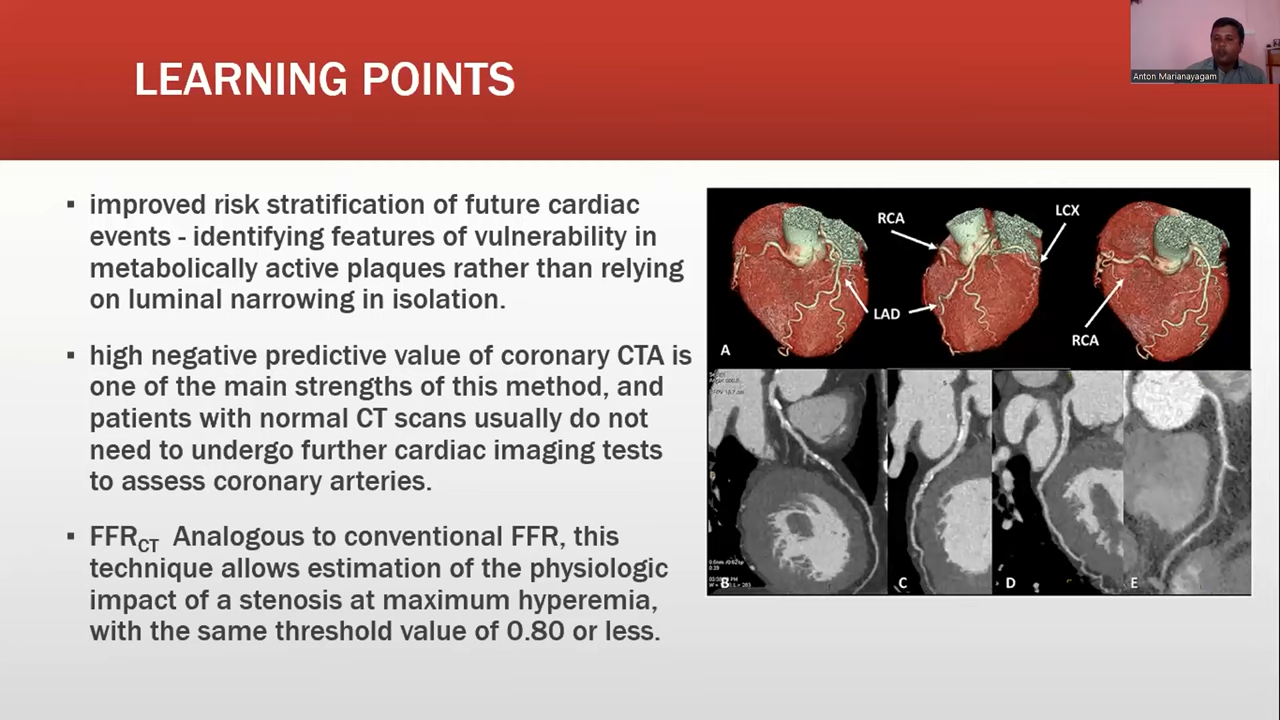 LEARNING POINTS
Anton Marianayagam
▪ improved risk stratification of future cardiac
events - identifying features of vulnerability in
metabolically active plaques rather than relying
on luminal narrowing in isolation.
▪ high negative predictive value of coronary CTA is
one of the main strengths of this method, and
patients with normal CT scans usually do not
need to undergo further cardiac imaging tests
to assess coronary arteries.
▪ FFRCT Analogous to conventional FFR, this
technique allows estimation of the physiologic
impact of a stenosis at maximum hyperemia,
with the same threshold value of 0.80 or less.
RCA
LCX
LAD
RCA
A
B
C
D
E